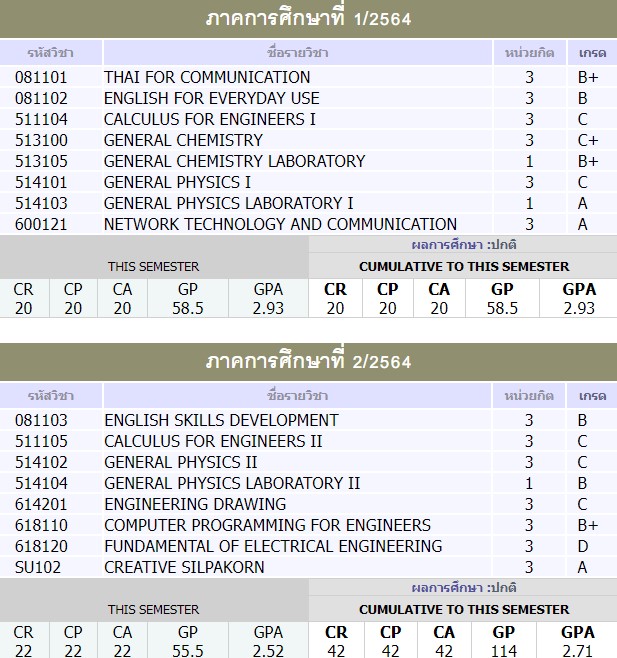 ภาคการศึกษาที่ 1/2564
รหัสวิชา ชื่อรายวิชา หน่วยกิต เกรด
081101 THAI FOR COMMUNICATION 3 B+
081102 ENGLISH FOR EVERYDAY USE 3 B
511104 CALCULUS FOR ENGINEERS I 3 C
513100 GENERAL CHEMISTRY 3 C+
513105 GENERAL CHEMISTRY LABORATORY 1 B+
514101 GENERAL PHYSICS I 3 C
514103 GENERAL PHYSICS LABORATORY I 1 A
600121 NETWORK TECHNOLOGY AND COMMUNICATION 3 A
ผลการศึกษา :ปกติ
THIS SEMESTER CUMULATIVE TO THIS SEMESTER
CR CP CA GP GPA CR CP CA GP GPA
20 20 20 58.5 2.93 20 20 20 58.5 2.93
ภาคการศึกษาที่ 2/2564
รหัสวิชา ชื่อรายวิชา หน่วยกิต เกรด
081103 ENGLISH SKILLS DEVELOPMENT 3 B
511105 CALCULUS FOR ENGINEERS II 3 C
514102 GENERAL PHYSICS II 3 C
514104 GENERAL PHYSICS LABORATORY II 1 B
614201 ENGINEERING DRAWING 3 C
618110 COMPUTER PROGRAMMING FOR ENGINEERS 3 B+
618120 FUNDAMENTAL OF ELECTRICAL ENGINEERING 3 D
SU102 CREATIVE SILPAKORN 3 A
ผลการศึกษา :ปกติ
THIS SEMESTER CUMULATIVE TO THIS SEMESTER
CR CP CA GP GPA CR CP CA GP GPA
22 22 22 55.5 2.52 42 42 42 114 2.71